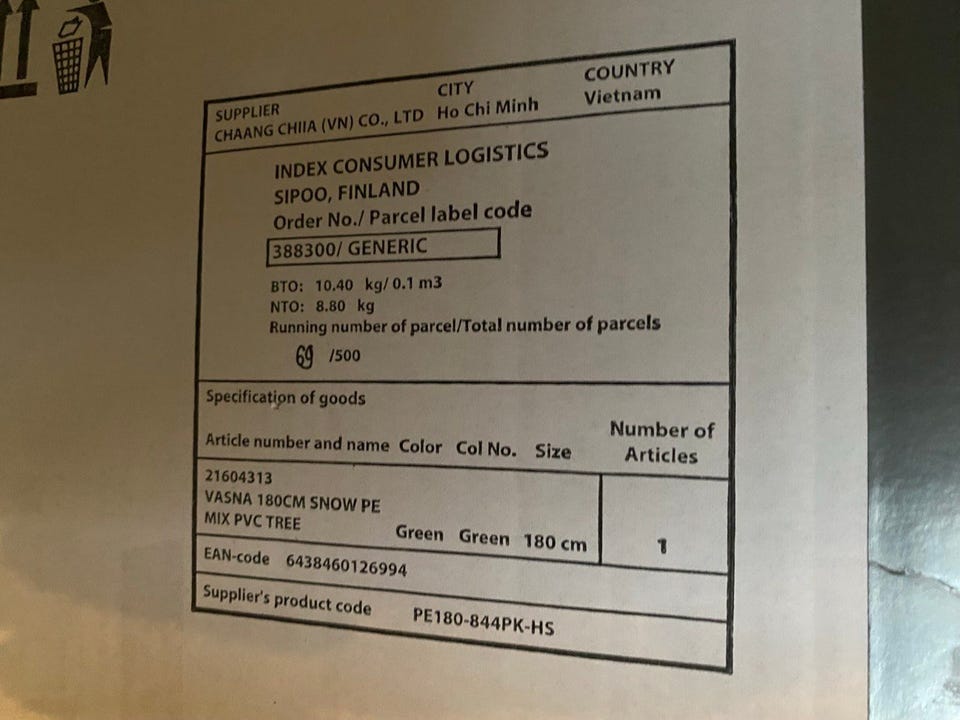 SUPPLIER CITY COUNTRY
CHAANG CHIIA (VN) CO., LTD Ho Chi Minh Vietnam
INDEX CONSUMER LOGISTICS
SIPOO, FINLAND
Order No./ Parcel label code
388300/ GENERIC
BTO: 10.40 kg/ 0.1 m3
NTO: 8.80 kg
Running number of parcel/Total number of parcels
69 /500
Specification of goods
Article number and name Color Col No. Size Number of Articles
21604313
VASNA 180CM SNOW PE
MIX PVC TREE Green Green 180 cm 1
EAN-code 6438460126994
Supplier's product code PE180-844PK-HS